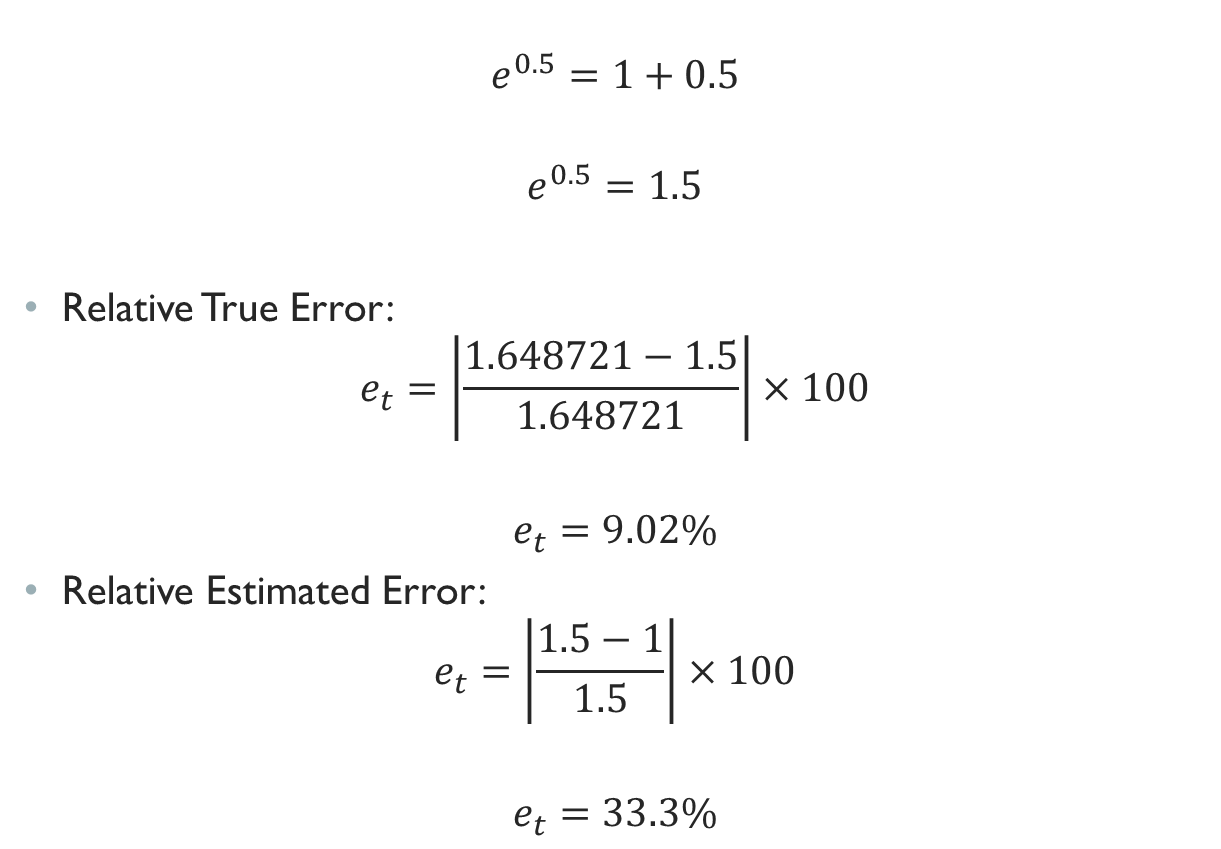 e^0.5 = 1 + 0.5
e^0.5 = 1.5
• Relative True Error:
e_t = |(1.648721 − 1.5)/1.648721| × 100
e_t = 9.02%
• Relative Estimated Error:
e_t = |(1.5 − 1)/1.5| × 100
e_t = 33.3%